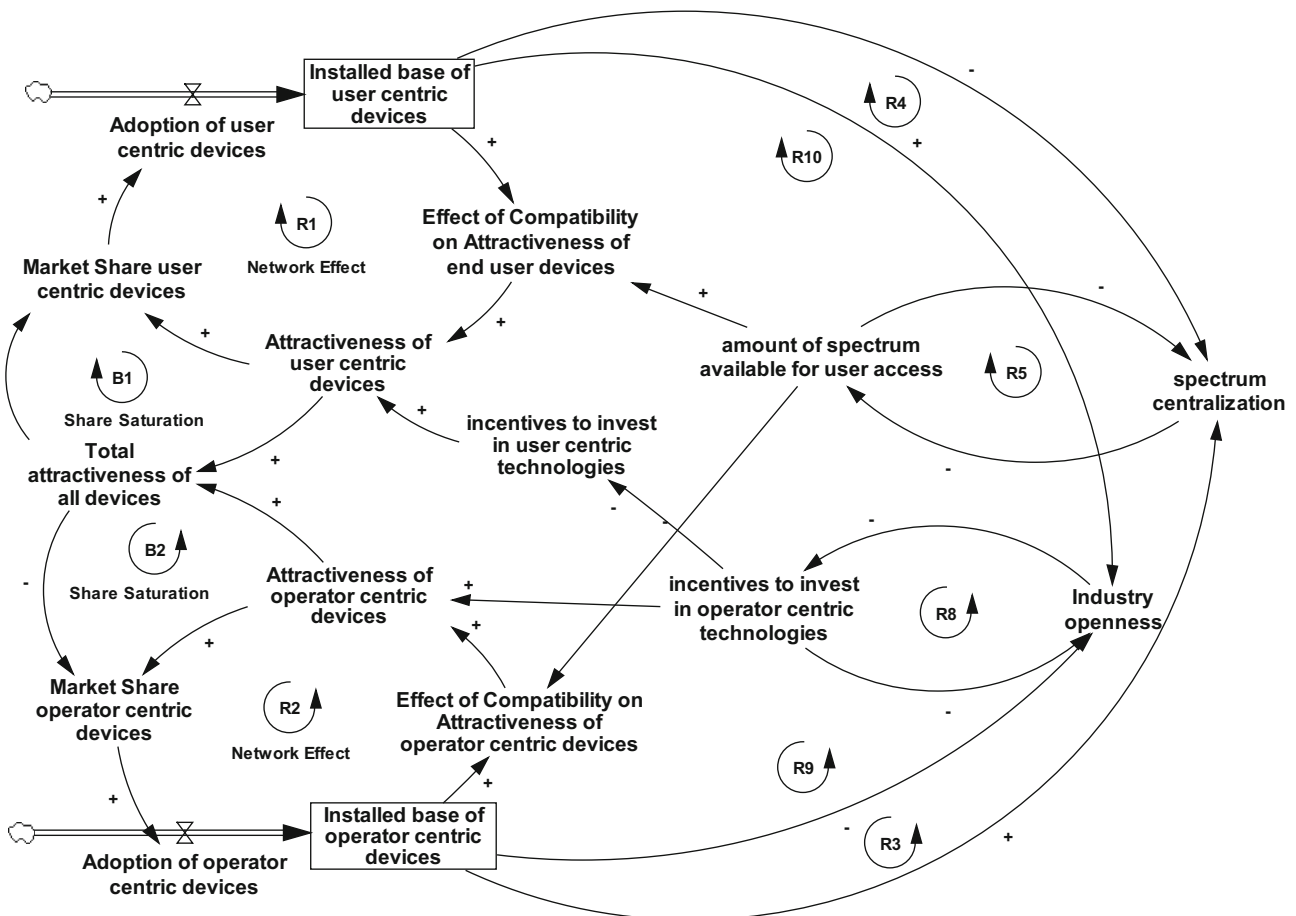 Installed base of
user centric
devices
-
R4
+
Adoption of user
centric devices
+
R10
+
R1
Network Effect
Effect of Compatibility
on Attractiveness of
end user devices
Market Share user
centric devices
+
-
+
+
Attractiveness of
user centric
devices
amount of spectrum
available for user access
R5
spectrum
centralization
B1
Share Saturation
+
incentives to invest
in user centric
technologies
Total
attractiveness of
all devices
+
-
+
-
-
-
B2
Share Saturation
-
Attractiveness of
operator centric
devices
+
incentives to invest
in operator centric
technologies
R8
Industry
openness
+
+
Market Share
operator centric
devices
R2
Network Effect
Effect of Compatibility on
Attractiveness of
operator centric devices
-
R9
+
+
Installed base of
operator centric
devices
-
R3
+
Adoption of operator
centric devices